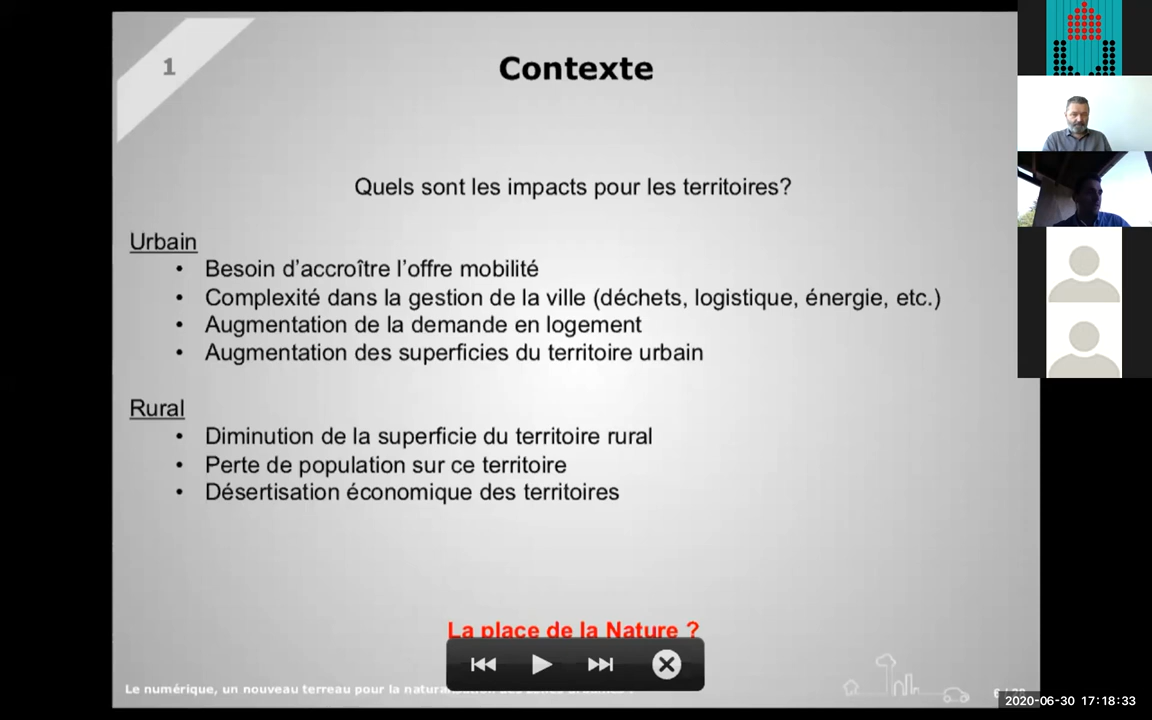 1
Contexte
Quels sont les impacts pour les territoires?
Urbain
• Besoin d'accroître l'offre mobilité
• Complexité dans la gestion de la ville (déchets, logistique, énergie, etc.)
• Augmentation de la demande en logement
• Augmentation des superficies du territoire urbain
Rural
• Diminution de la superficie du territoire rural
• Perte de population sur ce territoire
• Désertisation économique des territoires
La place de la Nature ?
Le numérique, un nouveau terreau pour la
2020-06-30 17:18:33